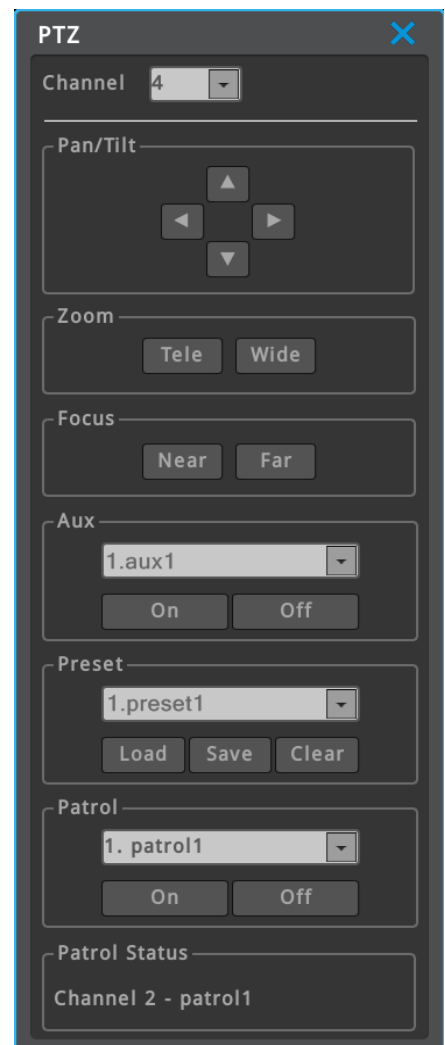 PTZ
Channel 4
Pan/Tilt
Zoom
Tele Wide
Focus
Near Far
Aux
1.aux1
On Off
Preset
1.preset1
Load Save Clear
Patrol
1. patrol1
On Off
Patrol Status
Channel 2 - patrol1